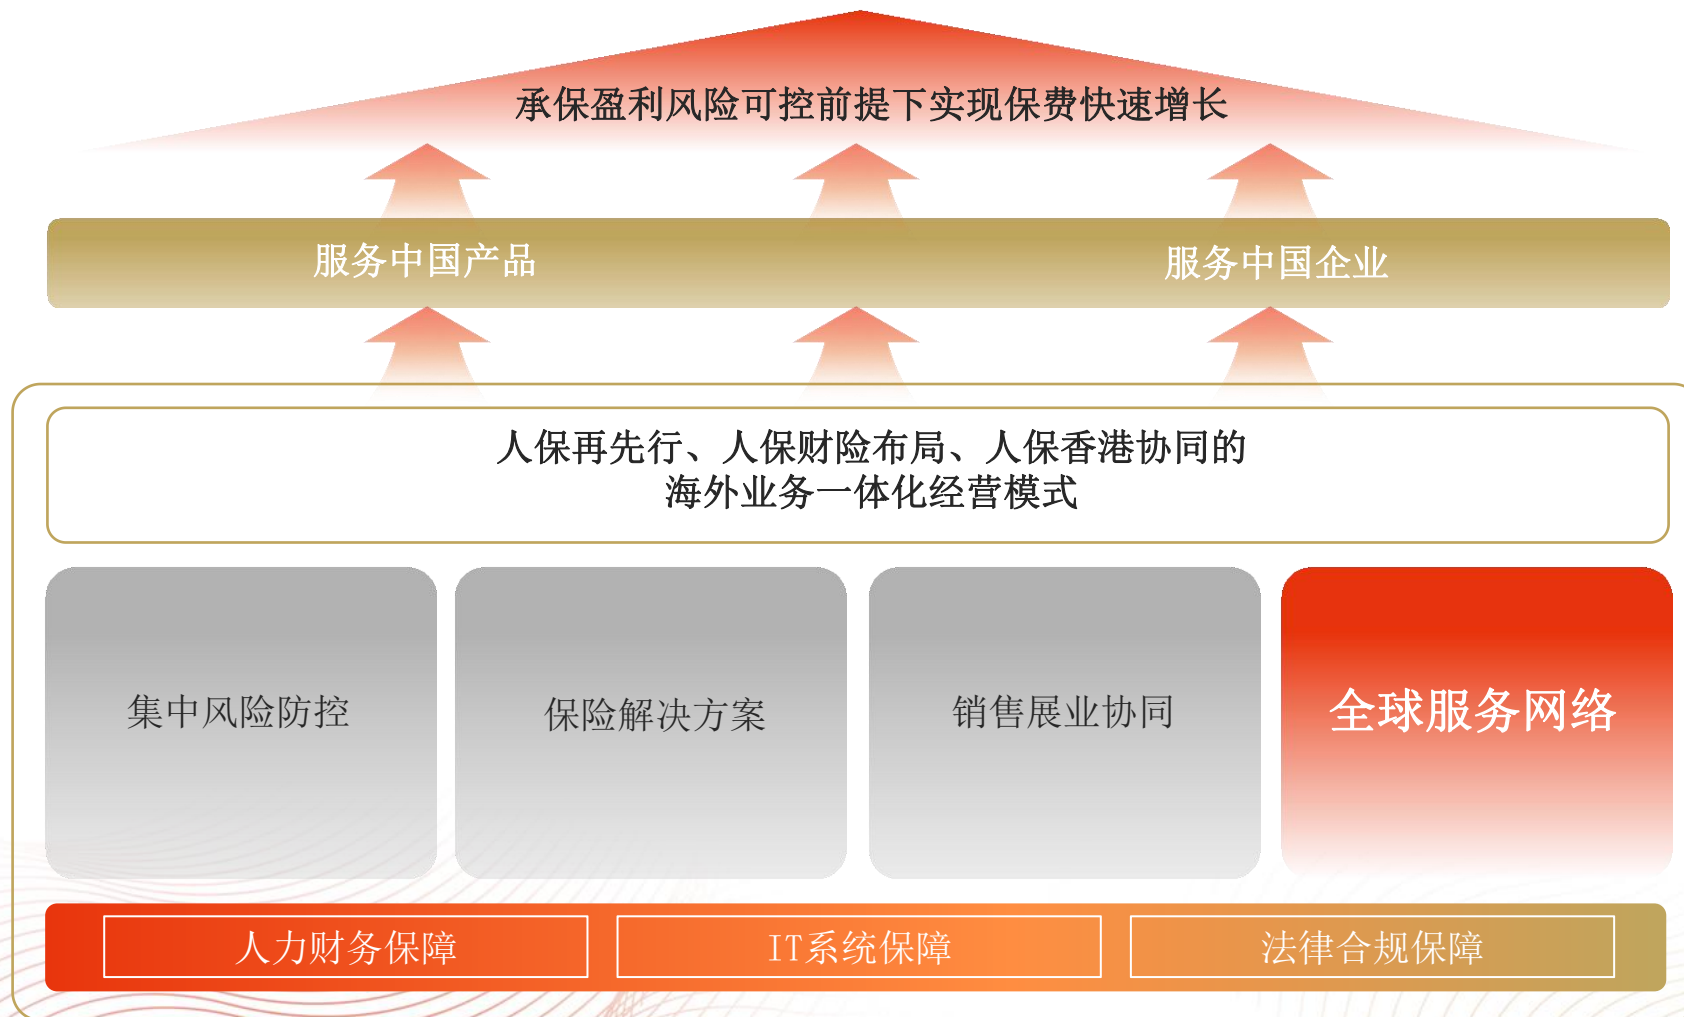 承保盈利风险可控前提下实现保费快速增长
服务中国产品
服务中国企业
人保再先行、人保财险布局、人保香港协同的
海外业务一体化经营模式
集中风险防控
保险解决方案
销售展业协同
全球服务网络
人力财务保障
IT系统保障
法律合规保障